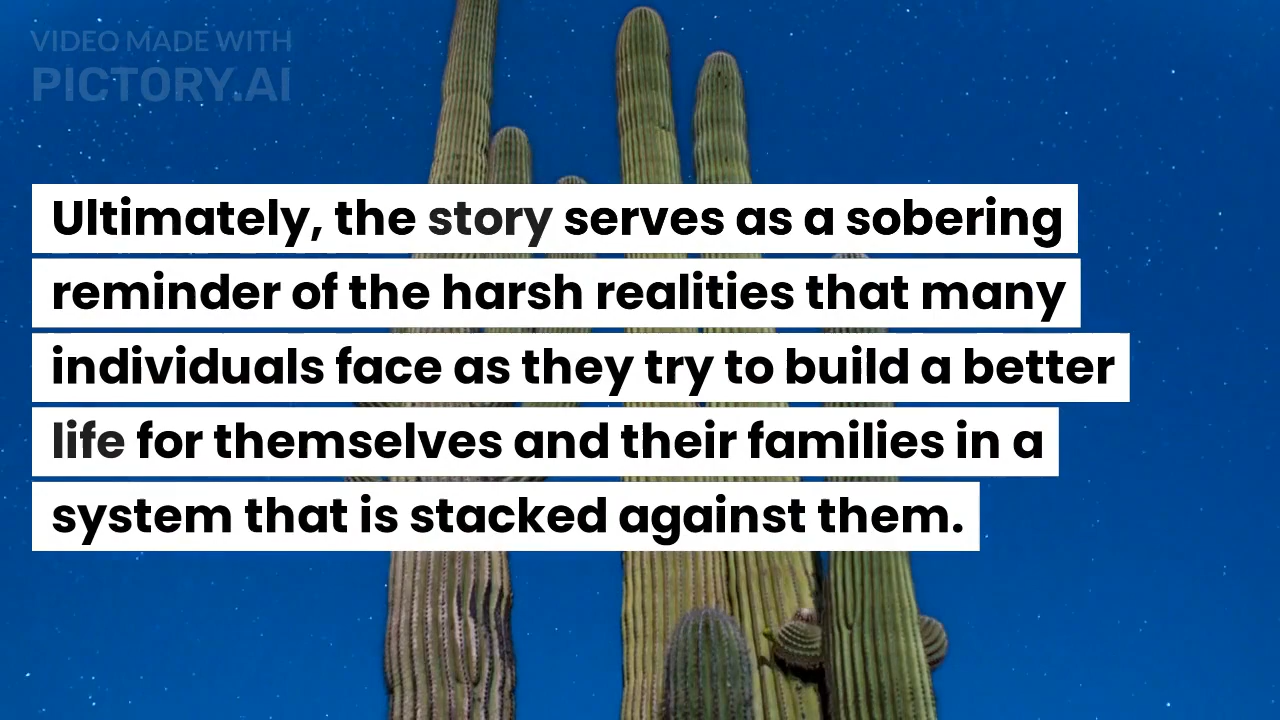 VIDEO MADE WITH
PICTORY.AI
Ultimately, the story serves as a sobering
reminder of the harsh realities that many
individuals face as they try to build a better
life for themselves and their families in a
system that is stacked against them.